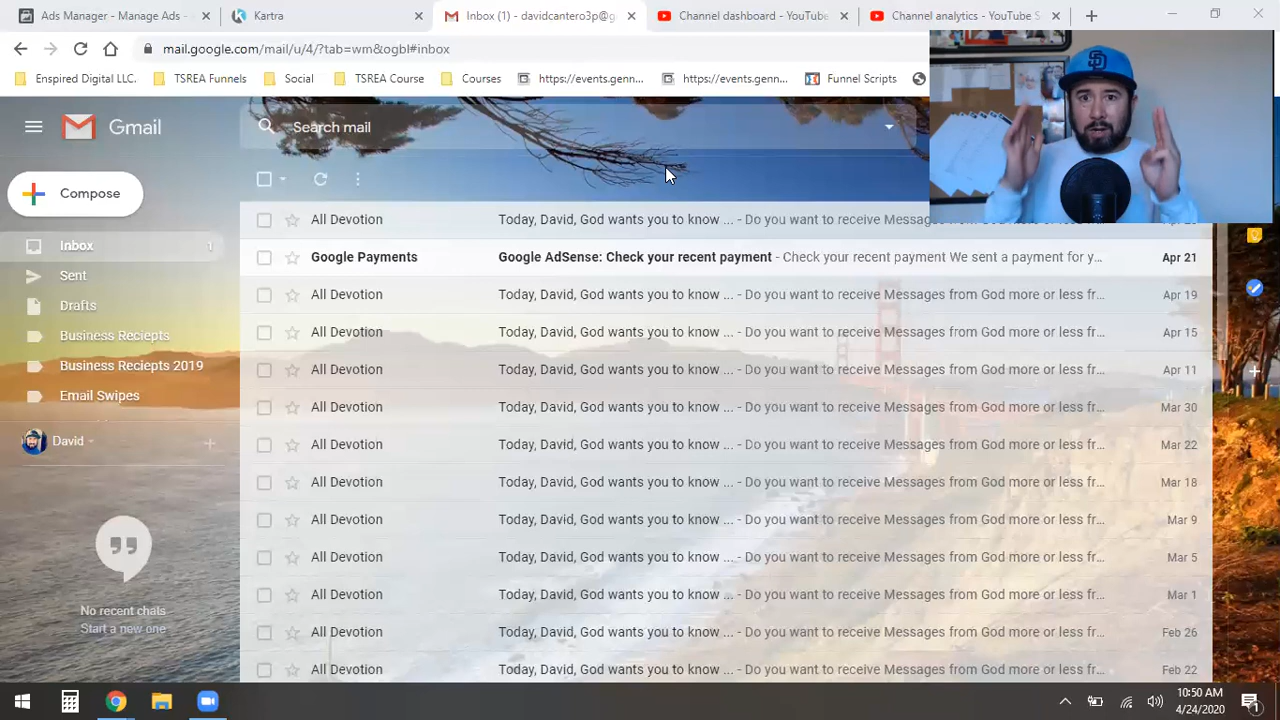 Ads Manager - Manage Ads - A
Kartra
Inbox (1) - davidcantero3p@g
Channel dashboard - YouTube
Channel analytics - YouTube S
mail.google.com/mail/u/4/?tab=wm&ogbl#inbox
Enspired Digital LLC.
TSREA Funnels
Social
TSREA Course
Courses
https://events.genn...
https://events.genn...
Funnel Scripts
Gmail
Search mail
SD
Compose
Inbox 1
Sent
Drafts
Business Reciepts
Business Reciepts 2019
Email Swipes
David
No recent chats
Start a new one
All Devotion Today, David, God wants you to know ... - Do you want to receive Messages from God more or less fr...
Google Payments Google AdSense: Check your recent payment - Check your recent payment We sent a payment for y... Apr 21
All Devotion Today, David, God wants you to know ... - Do you want to receive Messages from God more or less fr... Apr 19
All Devotion Today, David, God wants you to know ... - Do you want to receive Messages from God more or less fr... Apr 15
All Devotion Today, David, God wants you to know ... - Do you want to receive Messages from God more or less fr... Apr 11
All Devotion Today, David, God wants you to know ... - Do you want to receive Messages from God more or less fr... Mar 30
All Devotion Today, David, God wants you to know ... - Do you want to receive Messages from God more or less fr... Mar 22
All Devotion Today, David, God wants you to know ... - Do you want to receive Messages from God more or less fr... Mar 18
All Devotion Today, David, God wants you to know ... - Do you want to receive Messages from God more or less fr... Mar 9
All Devotion Today, David, God wants you to know ... - Do you want to receive Messages from God more or less fr... Mar 5
All Devotion Today, David, God wants you to know ... - Do you want to receive Messages from God more or less fr... Mar 1
All Devotion Today, David, God wants you to know ... - Do you want to receive Messages from God more or less fr... Feb 26
All Devotion Today, David, God wants you to know ... - Do you want to receive Messages from God more or less fr... Feb 22
10:50 AM
4/24/2020
1